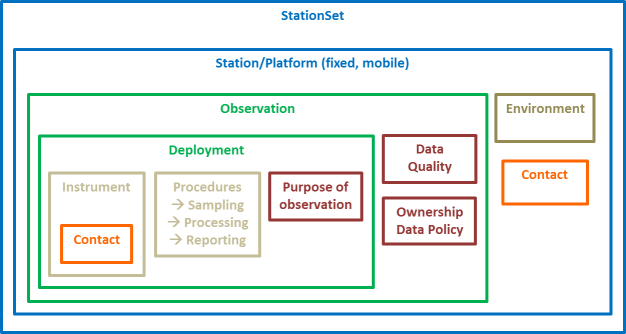 StationSet
Station/Platform (fixed, mobile)
Observation
Environment
Deployment
Data
Quality
Contact
Instrument
Contact
Procedures
→ Sampling
→ Processing
→ Reporting
Purpose of
observation
Ownership
Data Policy